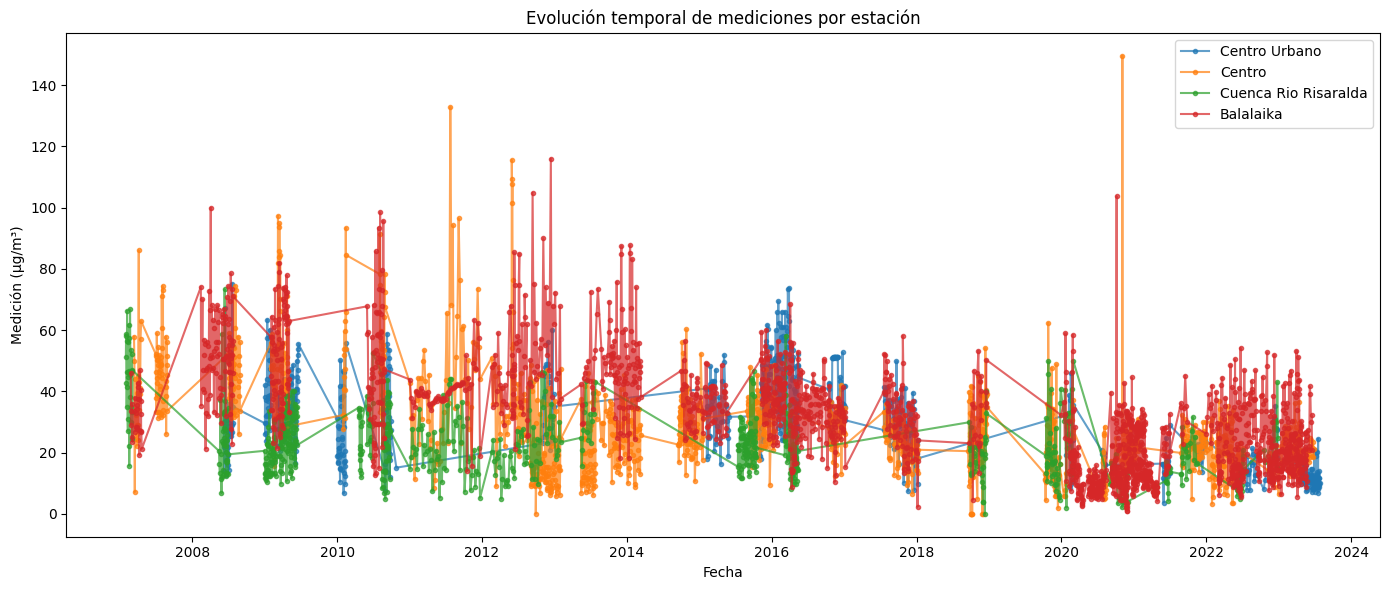 Evolución temporal de mediciones por estación
Medición (µg/m³)
140
120
100
80
60
40
20
0
Centro Urbano
Centro
Cuenca Rio Risaralda
Balalaika
2008
2010
2012
2014
2016
2018
2020
2022
2024
Fecha